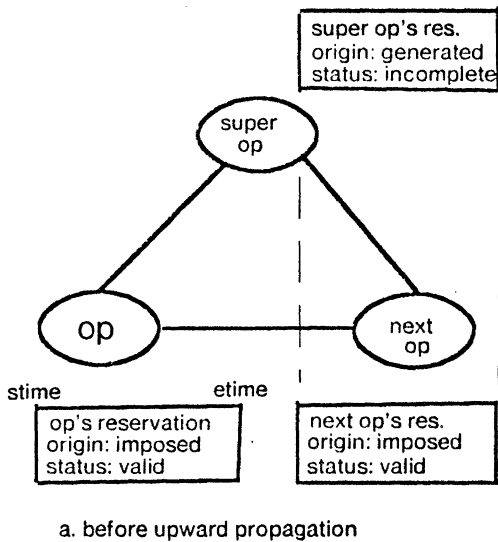 super op's res.
origin: generated
status: incomplete
super
op
op
next
op
stime
etime
op's reservation
origin: imposed
status: valid
next op's res.
origin: imposed
status: valid
a. before upward propagation